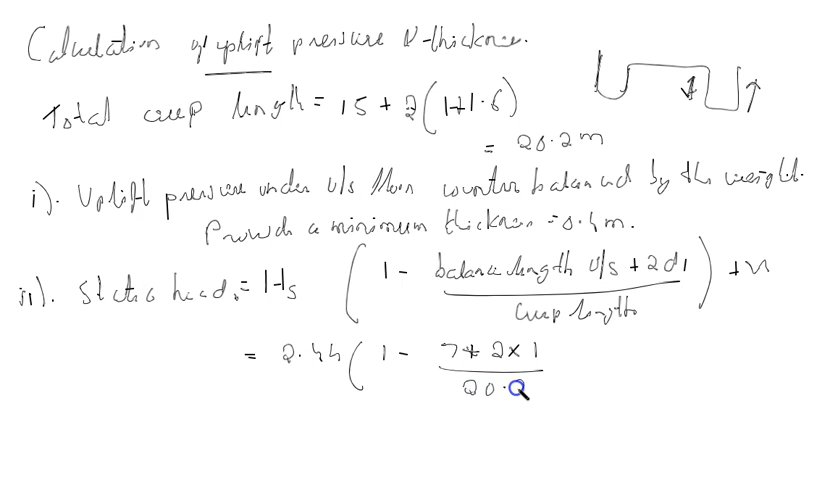 Calculation of uplift pressure & thickness.
Total creep length = 15 + 2(1+1.6)
= 20.2m
i). Uplift pressure under U/s floor counter balanced by the weight.
Provide a minimum thickness = 0.4m.
ii). Static head = Hs ( 1 - balance length U/s + 2d1 / Creep length ) + x
= 2.44 ( 1 - 7 + 2 × 1 / 20.2